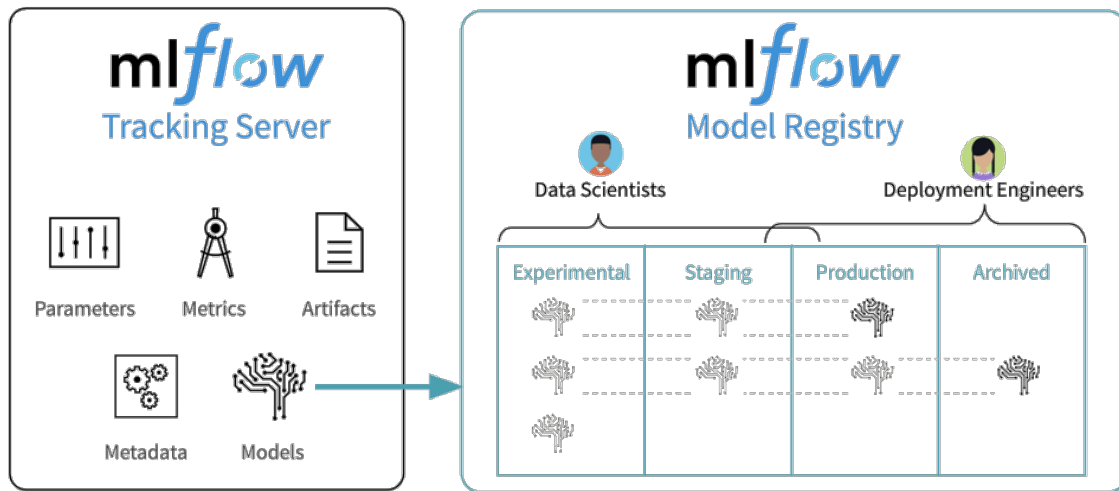 mlflow
Tracking Server
Parameters
Metrics
Artifacts
Metadata
Models
mlflow
Model Registry
Data Scientists
Deployment Engineers
Experimental
Staging
Production
Archived